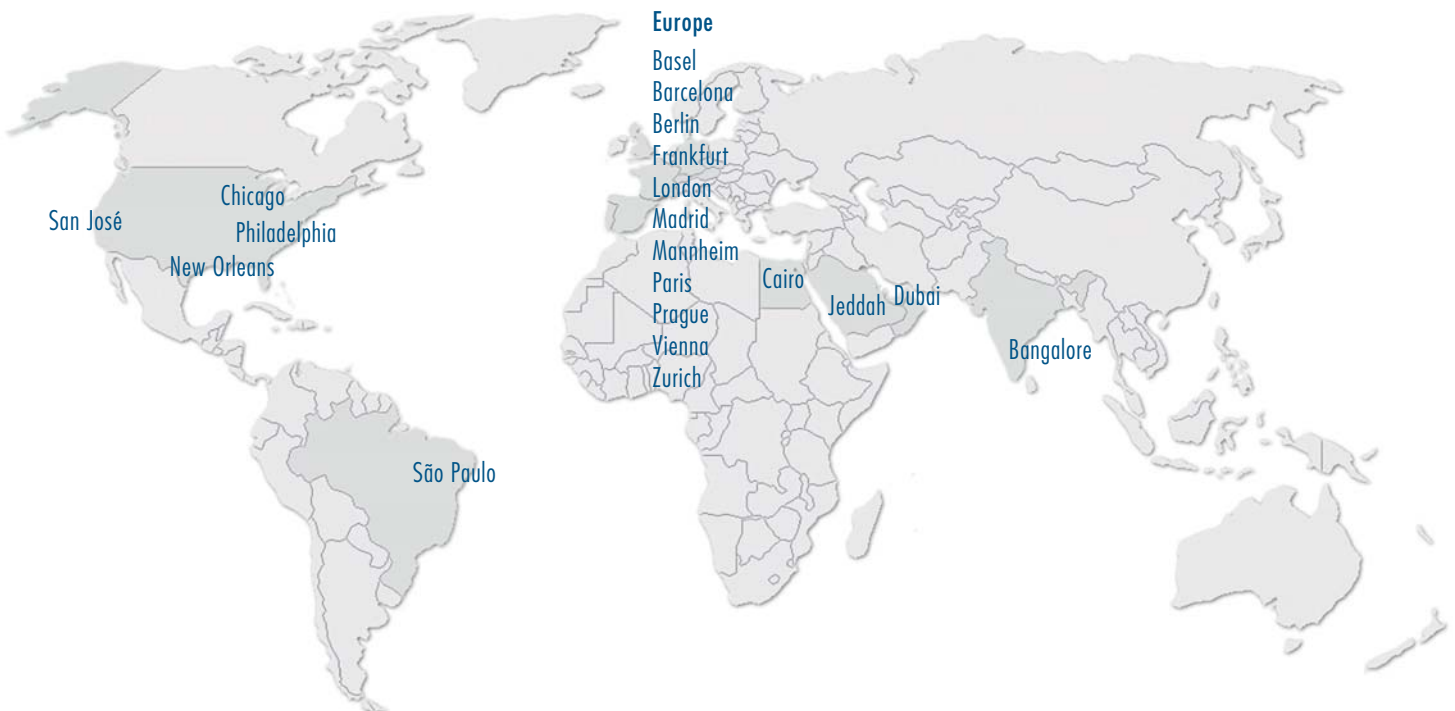 Europe
Basel
Barcelona
Berlin
Frankfurt
London
Madrid
Mannheim
Paris
Prague
Vienna
Zurich
Chicago
San José
Philadelphia
New Orleans
São Paulo
Cairo
Jeddah
Dubai
Bangalore